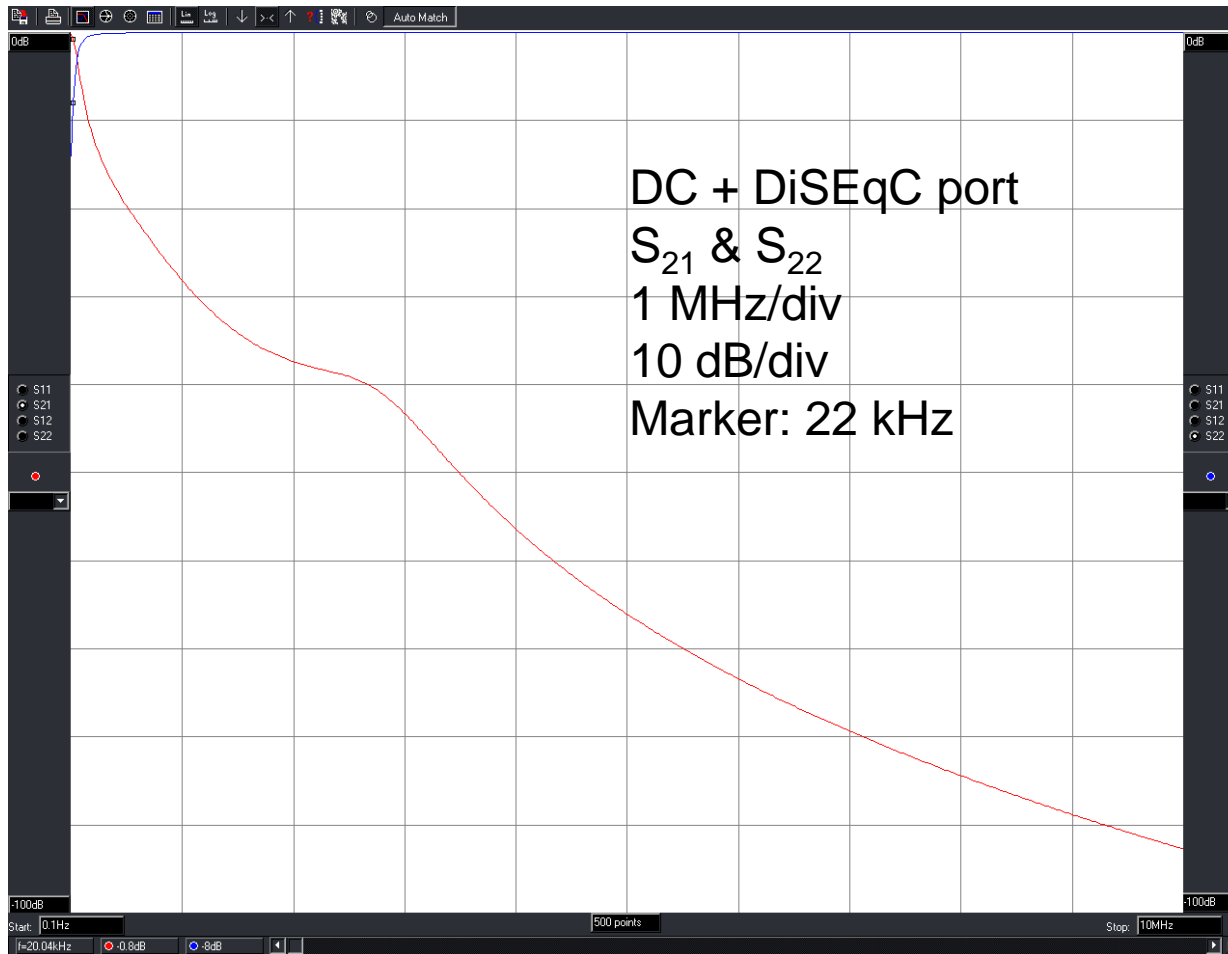 Lin
Log
?
Auto Match
0dB
0dB
DC + DiSEqC port
S21 & S22
1 MHz/div
10 dB/div
Marker: 22 kHz
S11
S21
S12
S22
S11
S21
S12
S22
-100dB
-100dB
Start: 0.1Hz
500 points
Stop: 10MHz
f=20.04kHz
-0.8dB
-8dB